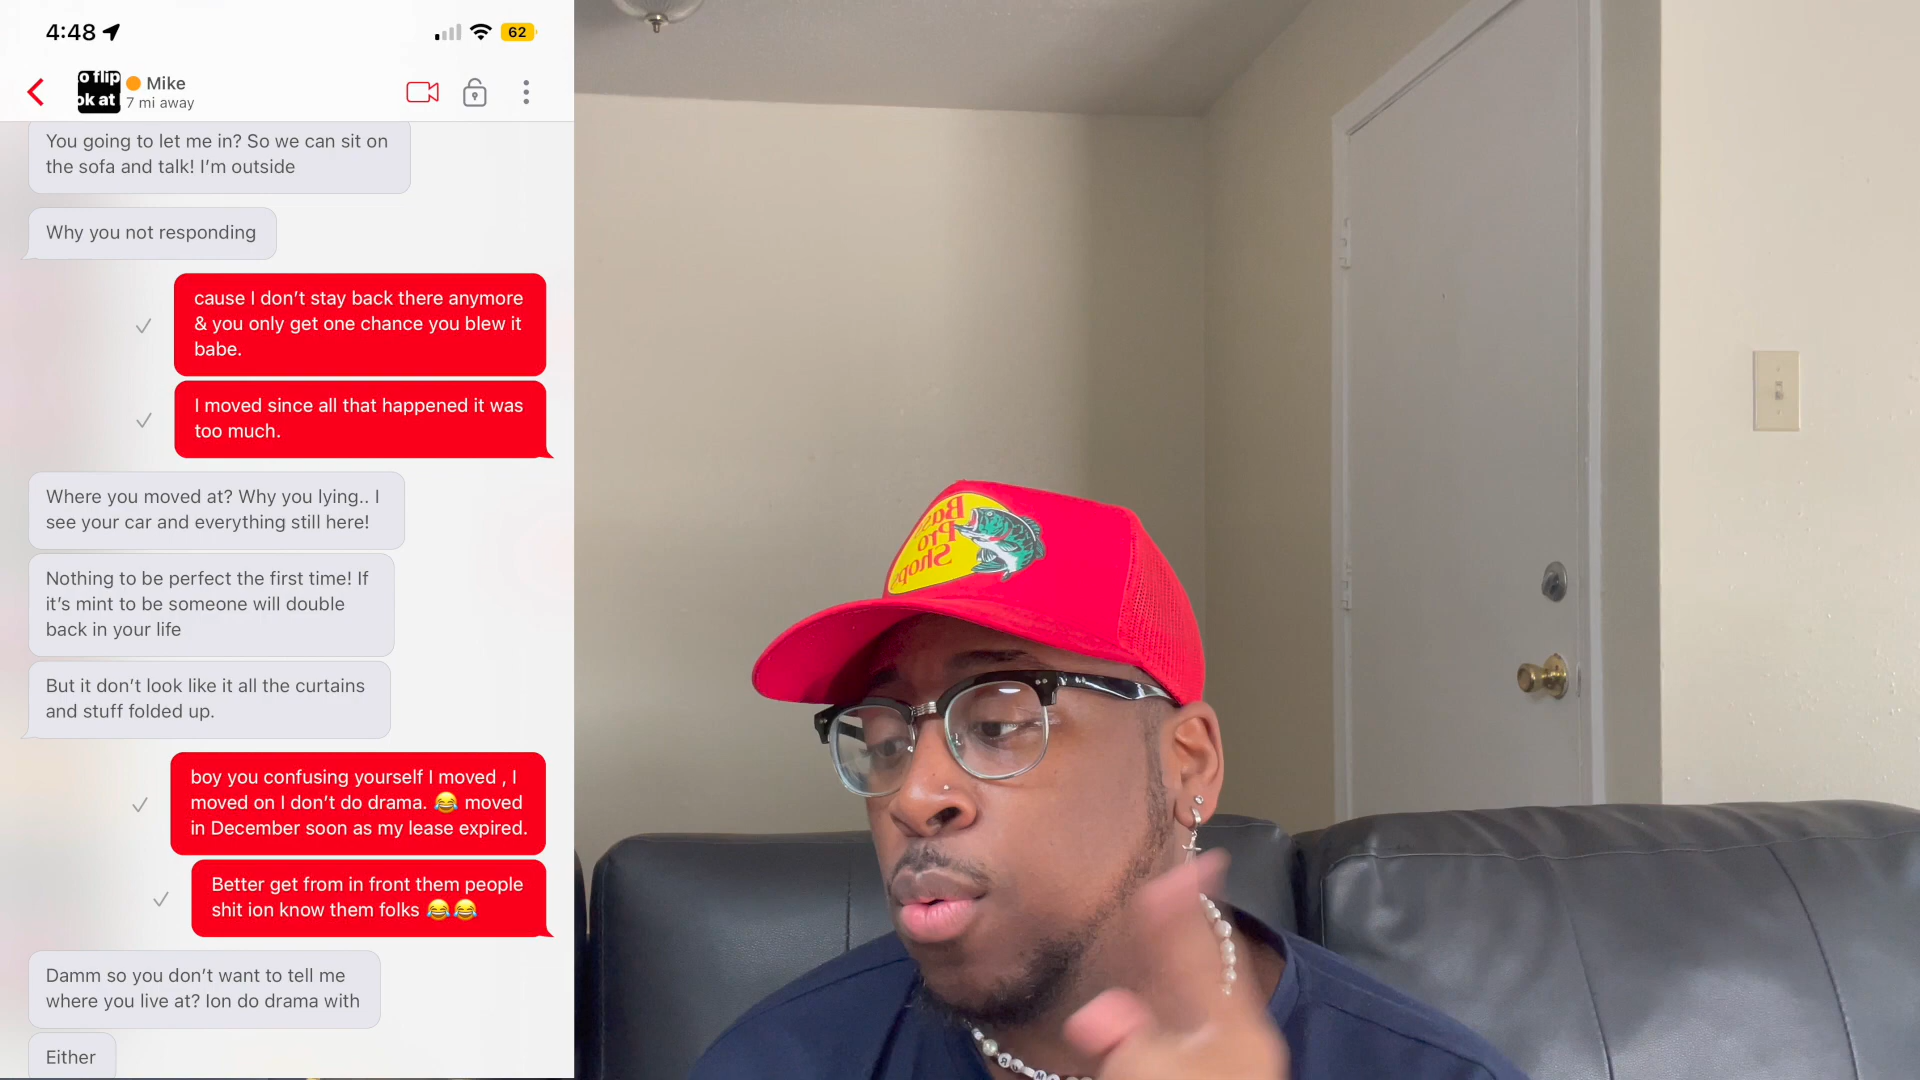 4:48
62
o flip
ok at
Mike
7 mi away
You going to let me in? So we can sit on
the sofa and talk! I'm outside
Why you not responding
cause I don't stay back there anymore
& you only get one chance you blew it
babe.
I moved since all that happened it was
too much.
Where you moved at? Why you lying.. I
see your car and everything still here!
Nothing to be perfect the first time! If
it's mint to be someone will double
back in your life
But it don't look like it all the curtains
and stuff folded up.
boy you confusing yourself I moved , I
moved on I don't do drama. 😂 moved
in December soon as my lease expired.
Better get from in front them people
shit ion know them folks 😂😂
Damm so you don't want to tell me
where you live at? Ion do drama with
Either
Bass
Pro
Shops